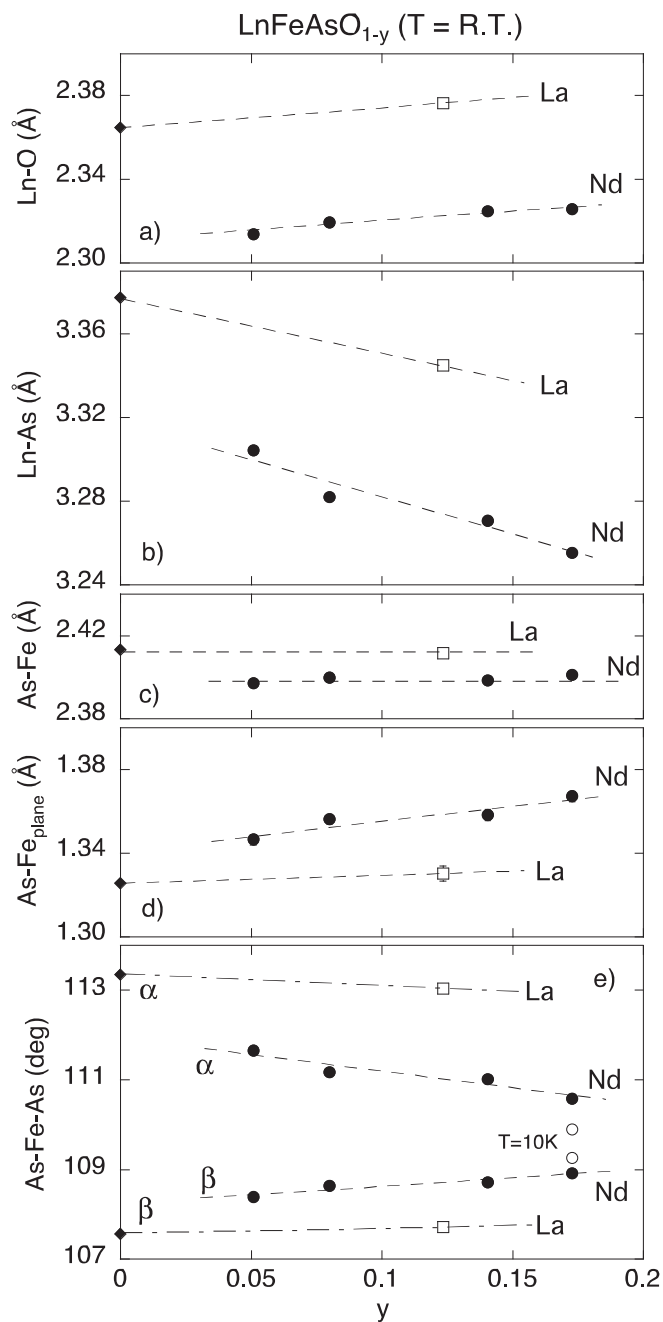 LnFeAsO1-y (T = R.T.)
Ln-O (Å)
2.38
2.34
2.30
La
Nd
a)
Ln-As (Å)
3.36
3.32
3.28
3.24
La
Nd
b)
As-Fe (Å)
2.42
2.38
La
Nd
c)
As-Feplane (Å)
1.38
1.34
1.30
Nd
La
d)
As-Fe-As (deg)
113
111
109
107
e)
α
La
α
Nd
T=10K
β
Nd
β
La
0 0.05 0.1 0.15 0.2
y